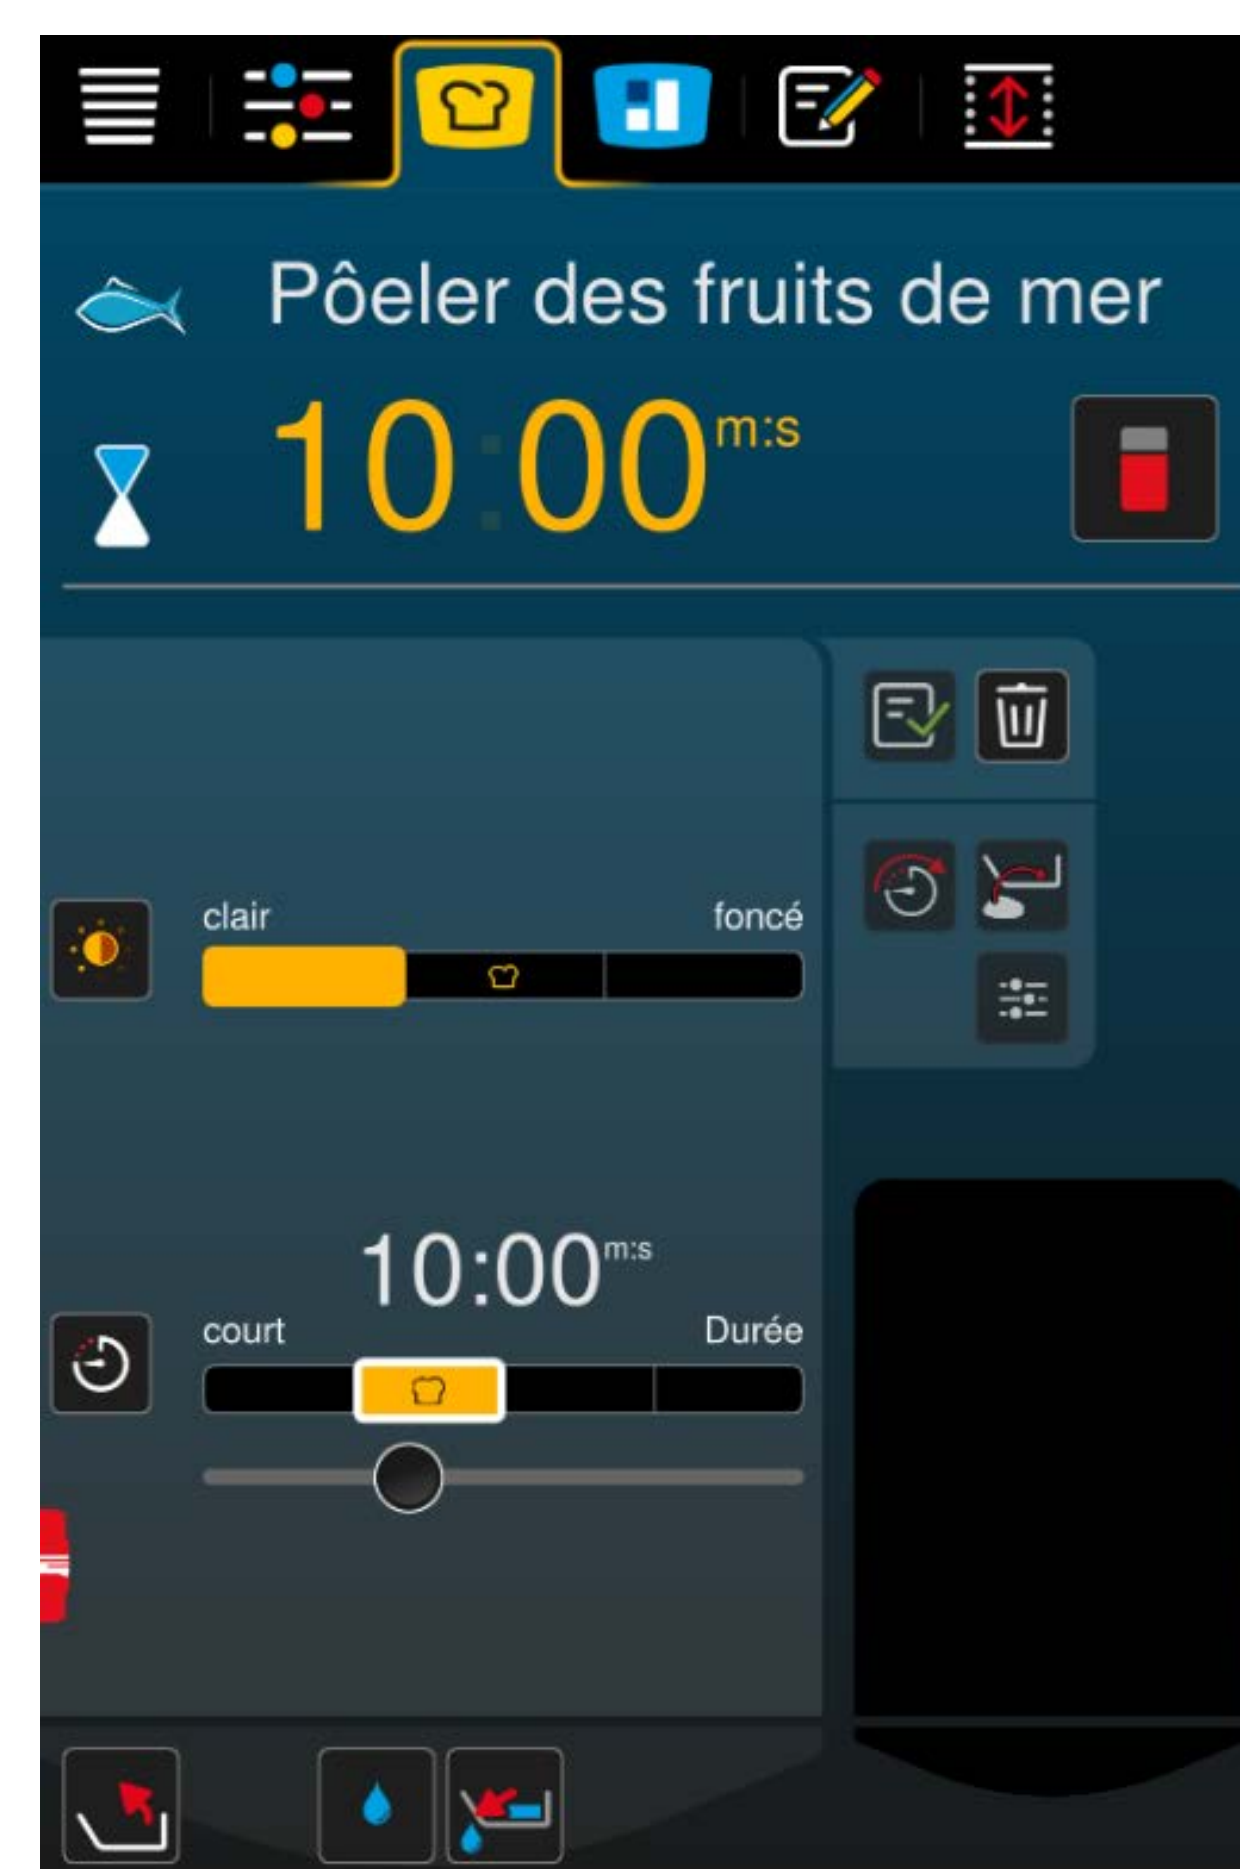 Pôeler des fruits de mer
10:00 m:s
clair foncé
10:00 m:s
court Durée